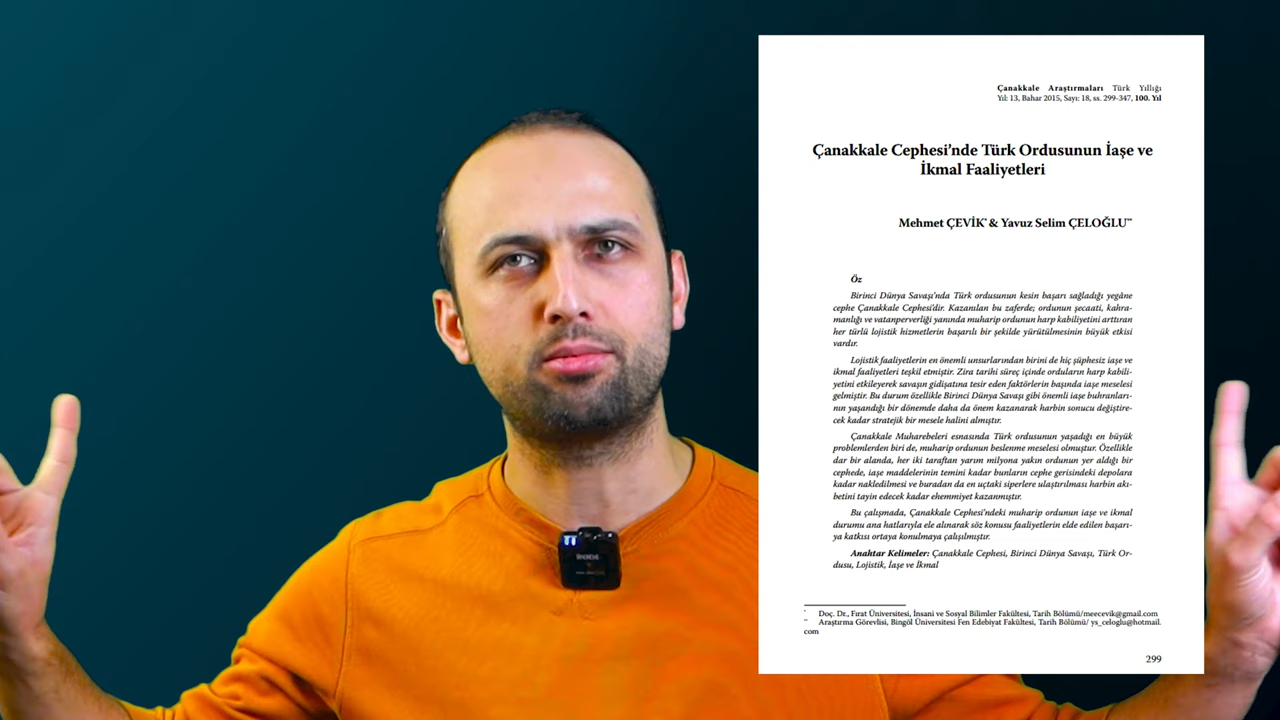 Çanakkale Araştırmaları Türk Yıllığı
Yıl: 13, Bahar 2015, Sayı: 18, ss. 299-347, 100. Yıl
Çanakkale Cephesi’nde Türk Ordusunun İaşe ve
İkmal Faaliyetleri
Mehmet ÇEVİK* & Yavuz Selim ÇELOĞLU**
Öz
Birinci Dünya Savaşı’nda Türk ordusunun kesin başarı sağladığı yegâne
cephe Çanakkale Cephesi’dir. Kazanılan bu zaferde; ordunun şecaati, kahra-
manlığı ve vatanperverliği yanında muharip ordunun harp kabiliyetini arttıran
her türlü lojistik hizmetlerin başarılı bir şekilde yürütülmesinin büyük etkisi
vardır.
Lojistik faaliyetlerin en önemli unsurlarından birini de hiç şüphesiz iaşe ve
ikmal faaliyetleri teşkil etmiştir. Zira tarihi süreç içinde orduların harp kabili-
yetini etkileyerek savaşın gidişatına tesir eden faktörlerin başında iaşe meselesi
gelmiştir. Bu durum özellikle Birinci Dünya Savaşı gibi önemli iaşe buhranları-
nın yaşandığı bir dönemde daha da önem kazanarak harbin sonucu değiştire-
cek kadar stratejik bir mesele halini almıştır.
Çanakkale Muharebeleri esnasında Türk ordusunun yaşadığı en büyük
problemlerden biri de, muharip ordunun beslenme meselesi olmuştur. Özellikle
dar bir alanda, her iki taraftan yarım milyona yakın ordunun yer aldığı bir
cephede, iaşe maddelerinin temini kadar bunların cephe gerisindeki depolara
kadar nakledilmesi ve buradan da en uçtaki siperlere ulaştırılması harbin akı-
betini tayin edecek kadar ehemmiyet kazanmıştır.
Bu çalışmada, Çanakkale Cephesi’ndeki muharip ordunun iaşe ve ikmal
durumu ana hatlarıyla ele alınarak söz konusu faaliyetlerin elde edilen başarı-
ya katkısı ortaya konulmaya çalışılmıştır.
Anahtar Kelimeler: Çanakkale Cephesi, Birinci Dünya Savaşı, Türk Or-
dusu, Lojistik, İaşe ve İkmal
* Doç. Dr., Fırat Üniversitesi, İnsani ve Sosyal Bilimler Fakültesi, Tarih Bölümü/meecevik@gmail.com
** Araştırma Görevlisi, Bingöl Üniversitesi Fen Edebiyat Fakültesi, Tarih Bölümü/ ys_celoglu@hotmail.
com
299